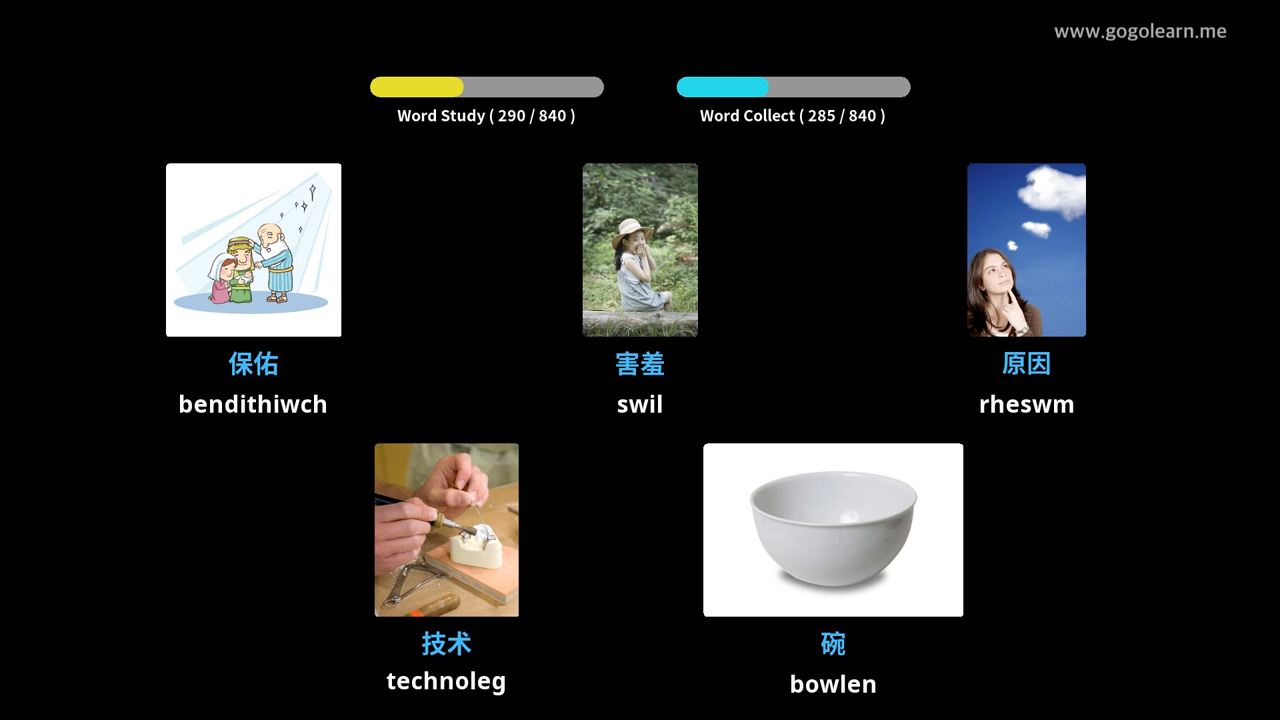 www.gogolearn.me
Word Study ( 290 / 840 )
Word Collect ( 285 / 840 )
保佑
bendithiwch
害羞
swil
原因
rheswm
技术
technoleg
碗
bowlen